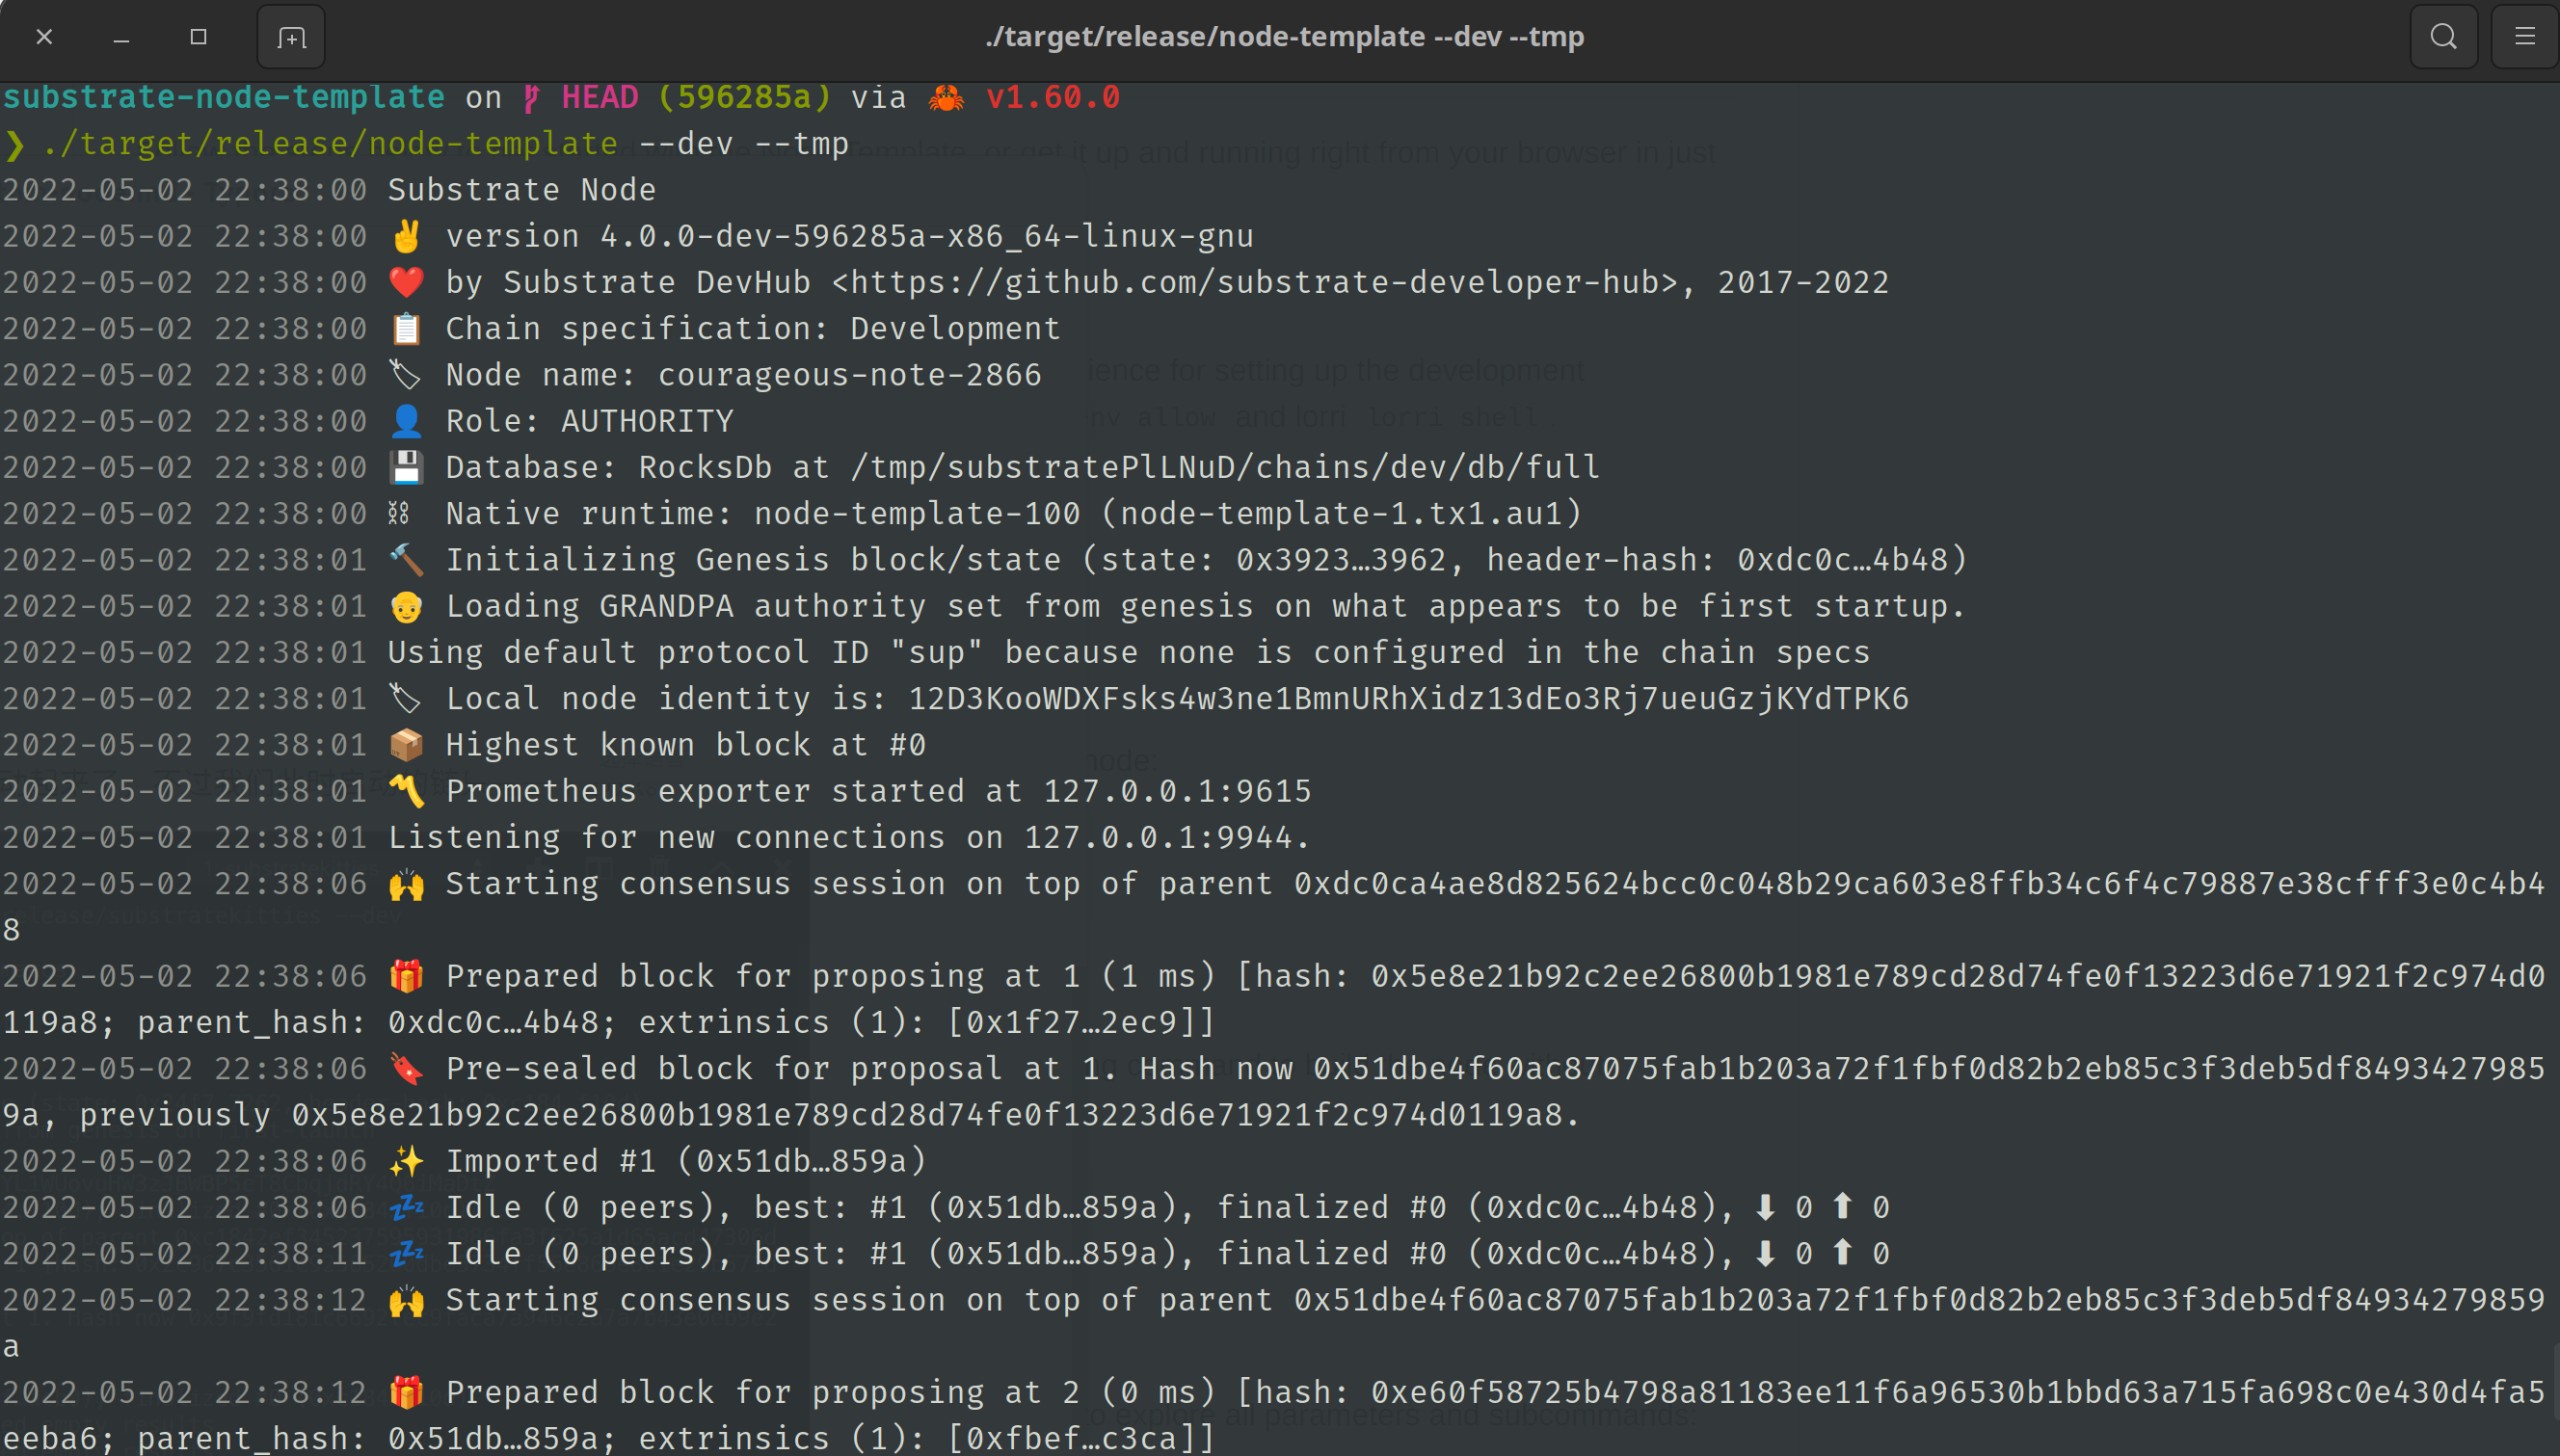 ./target/release/node-template --dev --tmp
substrate-node-template on HEAD (596285a) via 🦀 v1.60.0
❯ ./target/release/node-template --dev --tmp
2022-05-02 22:38:00 Substrate Node
2022-05-02 22:38:00 ✌️ version 4.0.0-dev-596285a-x86_64-linux-gnu
2022-05-02 22:38:00 ❤️ by Substrate DevHub <https://github.com/substrate-developer-hub>, 2017-2022
2022-05-02 22:38:00 📋 Chain specification: Development
2022-05-02 22:38:00 🏷 Node name: courageous-note-2866
2022-05-02 22:38:00 👤 Role: AUTHORITY
2022-05-02 22:38:00 💾 Database: RocksDb at /tmp/substratePlLNuD/chains/dev/db/full
2022-05-02 22:38:00 ⛓ Native runtime: node-template-100 (node-template-1.tx1.au1)
2022-05-02 22:38:01 🔨 Initializing Genesis block/state (state: 0x3923…3962, header-hash: 0xdc0c…4b48)
2022-05-02 22:38:01 👴 Loading GRANDPA authority set from genesis on what appears to be first startup.
2022-05-02 22:38:01 Using default protocol ID "sup" because none is configured in the chain specs
2022-05-02 22:38:01 🏷 Local node identity is: 12D3KooWDXFsks4w3ne1BmnURhXidz13dEo3Rj7ueuGzjKYdTPK6
2022-05-02 22:38:01 📦 Highest known block at #0
2022-05-02 22:38:01 〽️ Prometheus exporter started at 127.0.0.1:9615
2022-05-02 22:38:01 Listening for new connections on 127.0.0.1:9944.
2022-05-02 22:38:06 🙌 Starting consensus session on top of parent 0xdc0ca4ae8d825624bcc0c048b29ca603e8ffb34c6f4c79887e38cfff3e0c4b4
8
2022-05-02 22:38:06 🎁 Prepared block for proposing at 1 (1 ms) [hash: 0x5e8e21b92c2ee26800b1981e789cd28d74fe0f13223d6e71921f2c974d0
119a8; parent_hash: 0xdc0c…4b48; extrinsics (1): [0x1f27…2ec9]]
2022-05-02 22:38:06 🔖 Pre-sealed block for proposal at 1. Hash now 0x51dbe4f60ac87075fab1b203a72f1fbf0d82b2eb85c3f3deb5df8493427985
9a, previously 0x5e8e21b92c2ee26800b1981e789cd28d74fe0f13223d6e71921f2c974d0119a8.
2022-05-02 22:38:06 ✨ Imported #1 (0x51db…859a)
2022-05-02 22:38:06 💤 Idle (0 peers), best: #1 (0x51db…859a), finalized #0 (0xdc0c…4b48), ⬇ 0 ⬆ 0
2022-05-02 22:38:11 💤 Idle (0 peers), best: #1 (0x51db…859a), finalized #0 (0xdc0c…4b48), ⬇ 0 ⬆ 0
2022-05-02 22:38:12 🙌 Starting consensus session on top of parent 0x51dbe4f60ac87075fab1b203a72f1fbf0d82b2eb85c3f3deb5df84934279859
a
2022-05-02 22:38:12 🎁 Prepared block for proposing at 2 (0 ms) [hash: 0xe60f58725b4798a81183ee11f6a96530b1bbd63a715fa698c0e430d4fa5
eeba6; parent_hash: 0x51db…859a; extrinsics (1): [0xfbef…c3ca]]